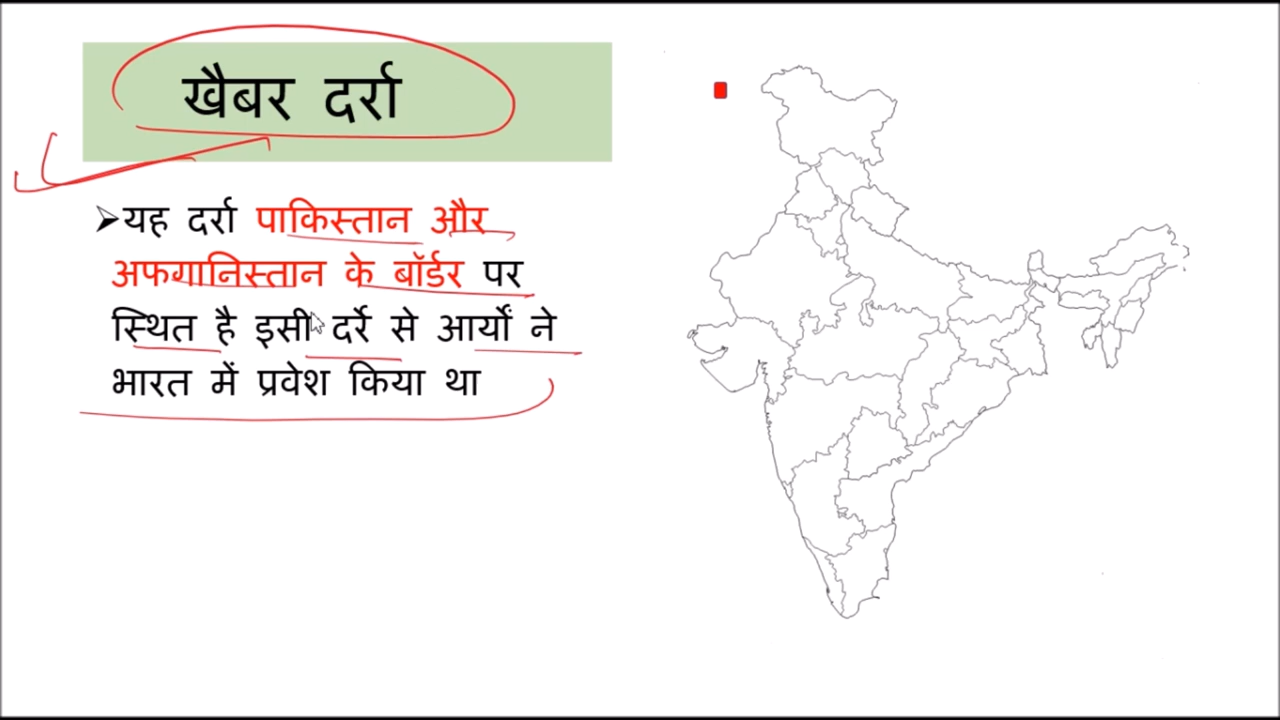 खैबर दर्रा
➢यह दर्रा पाकिस्तान और
अफगानिस्तान के बॉर्डर पर
स्थित है इसी दर्रे से आर्यों ने
भारत में प्रवेश किया था